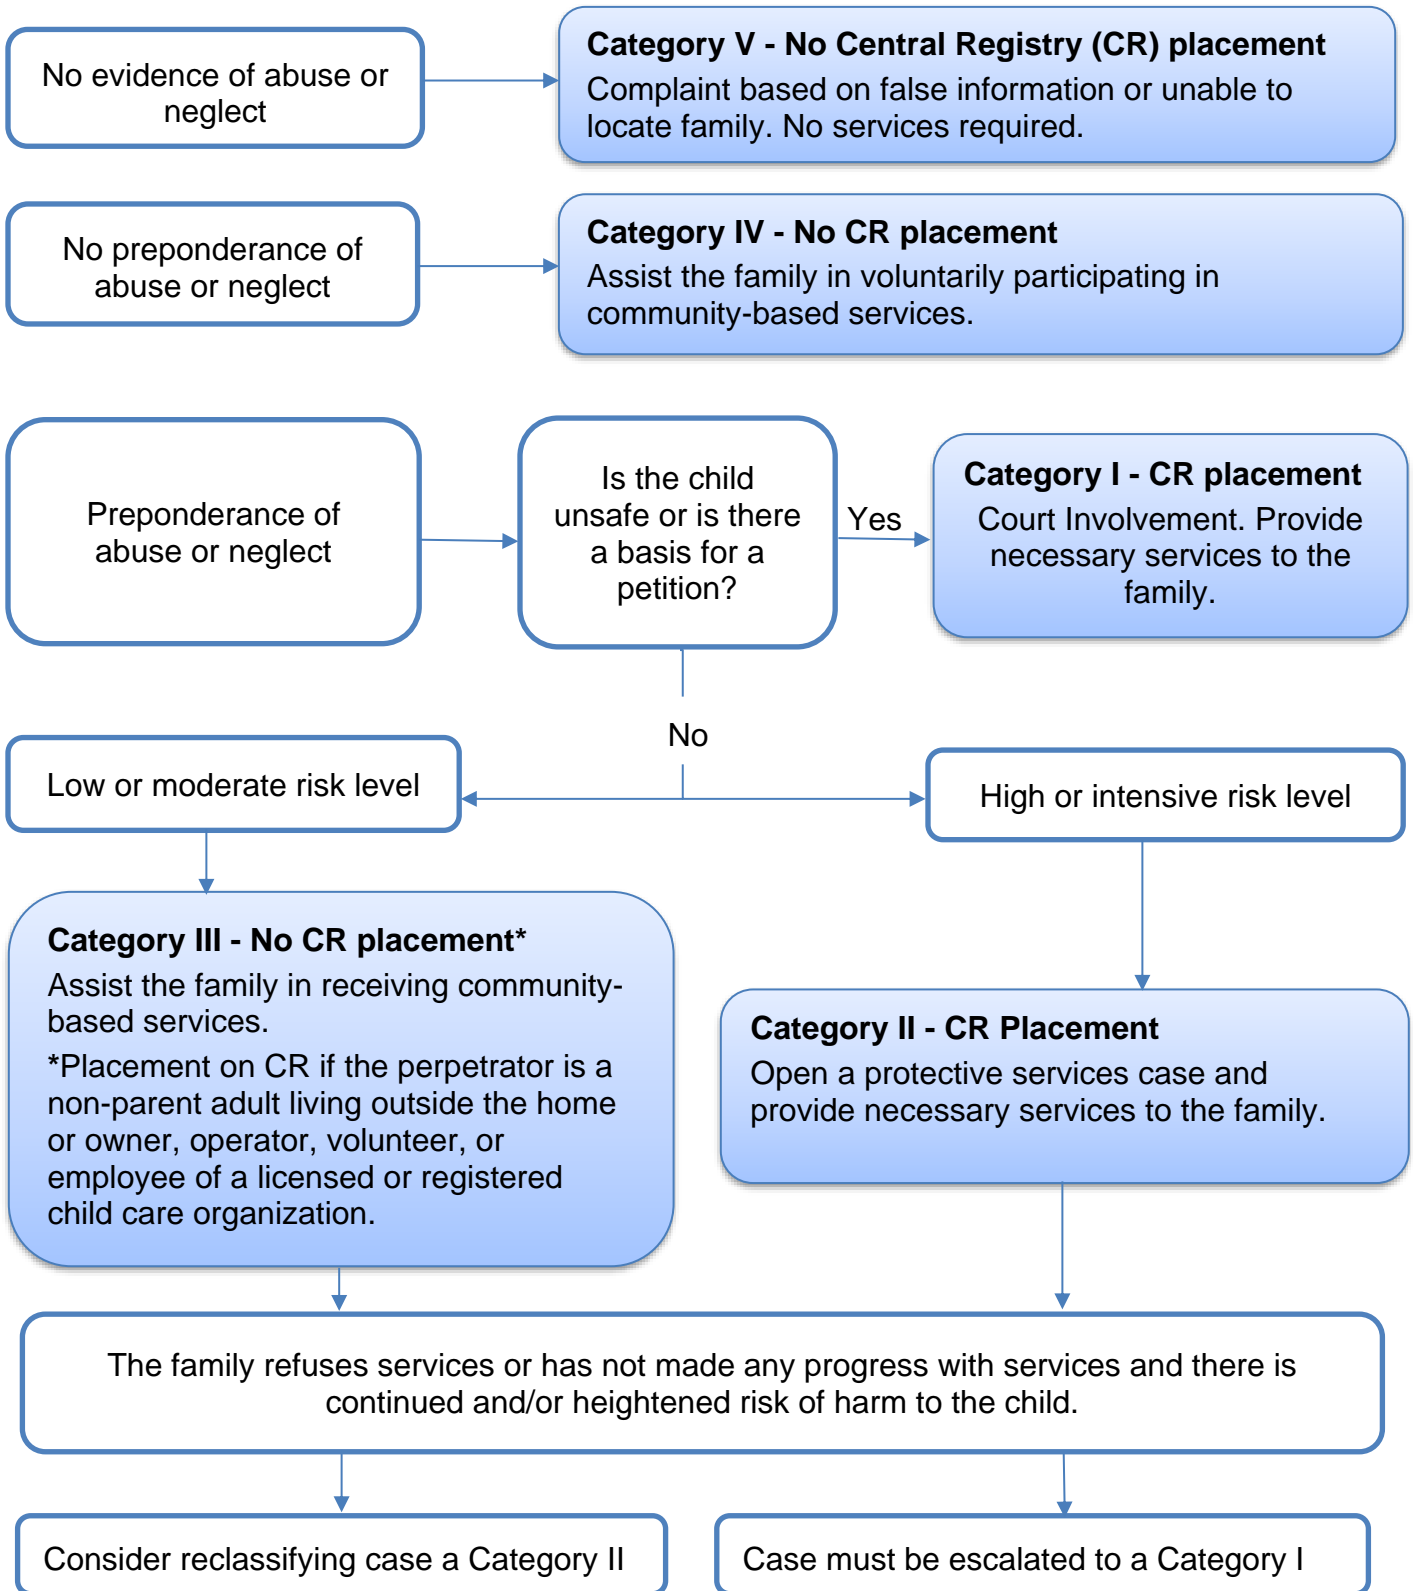 No evidence of abuse or
neglect
Category V - No Central Registry (CR) placement
Complaint based on false information or unable to
locate family. No services required.
No preponderance of
abuse or neglect
Category IV - No CR placement
Assist the family in voluntarily participating in
community-based services.
Preponderance of
abuse or neglect
Is the child
unsafe or is there
a basis for a
petition?
Yes
Category I - CR placement
Court Involvement. Provide
necessary services to the
family.
No
Low or moderate risk level
High or intensive risk level
Category III - No CR placement*
Assist the family in receiving community-
based services.
*Placement on CR if the perpetrator is a
non-parent adult living outside the home
or owner, operator, volunteer, or
employee of a licensed or registered
child care organization.
Category II - CR Placement
Open a protective services case and
provide necessary services to the family.
The family refuses services or has not made any progress with services and there is
continued and/or heightened risk of harm to the child.
Consider reclassifying case a Category II
Case must be escalated to a Category I